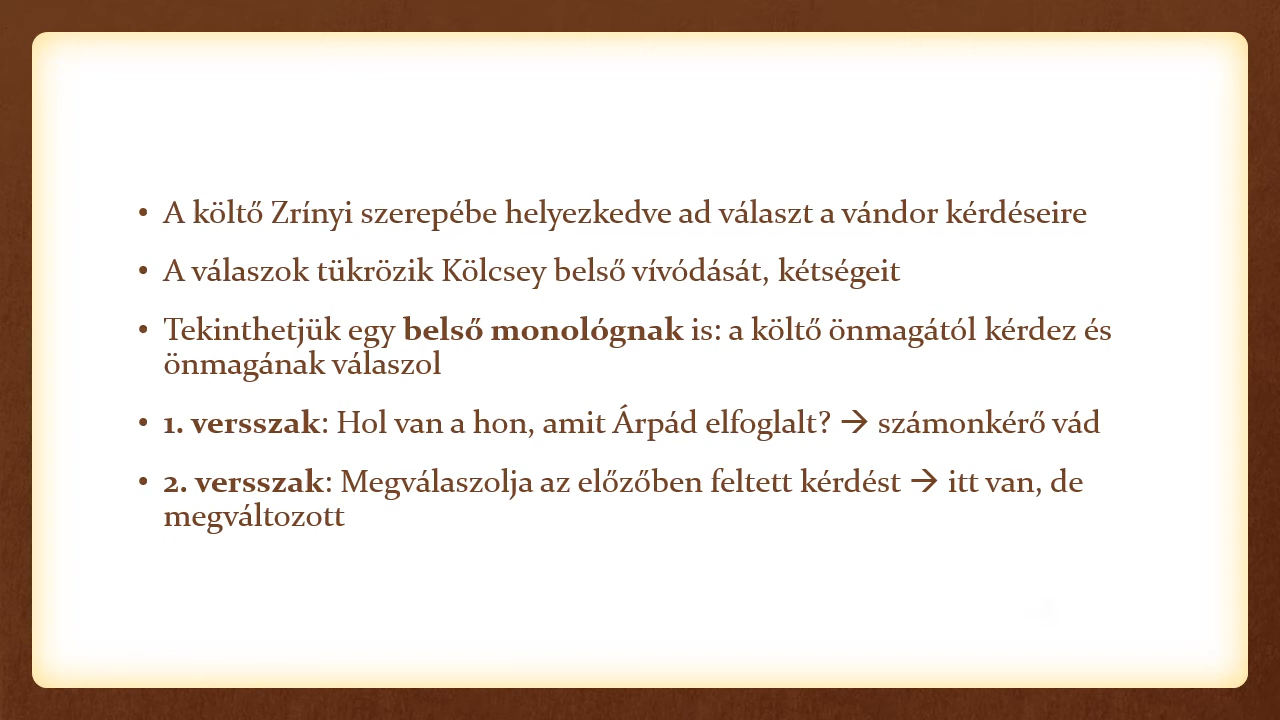 • A költő Zrínyi szerepébe helyezkedve ad választ a vándor kérdéseire
• A válaszok tükrözik Kölcsey belső vívódását, kétségeit
• Tekinthetjük egy belső monológnak is: a költő önmagától kérdez és
önmagának válaszol
• 1. versszak: Hol van a hon, amit Árpád elfoglalt? → számonkérő vád
• 2. versszak: Megválaszolja az előzőben feltett kérdést → itt van, de
megváltozott